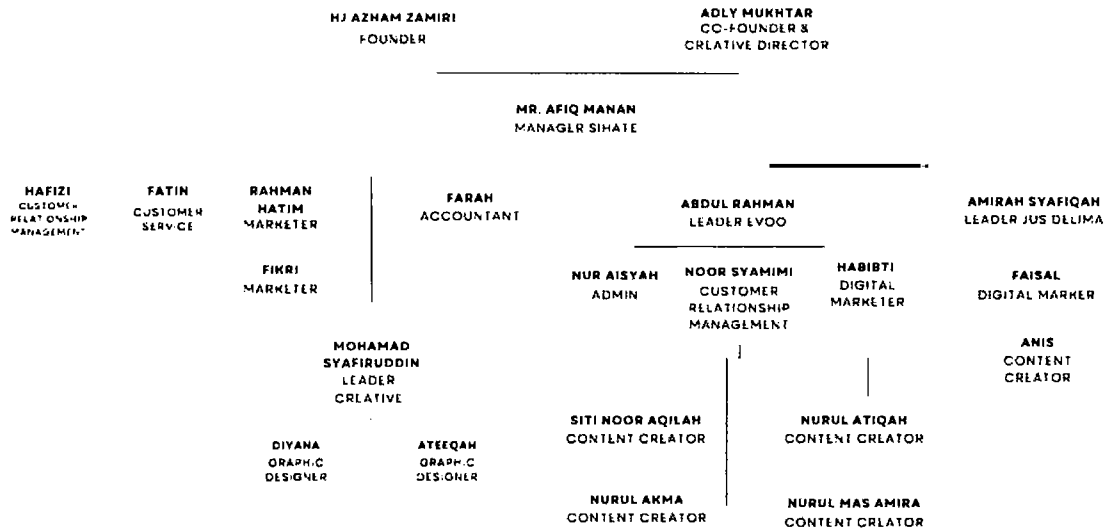 HJ AZHAM ZAMIRI
FOUNDER
ADLY MUKHTAR
CO-FOUNDER &
CREATIVE DIRECTOR
MR. AFIQ MANAN
MANAGER SIHATE
HAFIZI
CUSTOMER
RELATIONSHIP
MANAGEMENT
FATIN
CUSTOMER
SERVICE
RAHMAN
HATIM
MARKETER
FARAH
ACCOUNTANT
ABDUL RAHMAN
LEADER EVOO
AMIRAH SYAFIQAH
LEADER JUS DELIMA
FIKRI
MARKETER
NUR AISYAH
ADMIN
NOOR SYAMIMI
CUSTOMER
RELATIONSHIP
MANAGEMENT
HABIBTI
DIGITAL
MARKETER
FAISAL
DIGITAL MARKER
MOHAMAD
SYAFIRUDDIN
LEADER
CREATIVE
ANIS
CONTENT
CREATOR
DIYANA
GRAPHIC
DESIGNER
ATEEQAH
GRAPHIC
DESIGNER
SITI NOOR AQILAH
CONTENT CREATOR
NURUL ATIQAH
CONTENT CREATOR
NURUL AKMA
CONTENT CREATOR
NURUL MAS AMIRA
CONTENT CREATOR